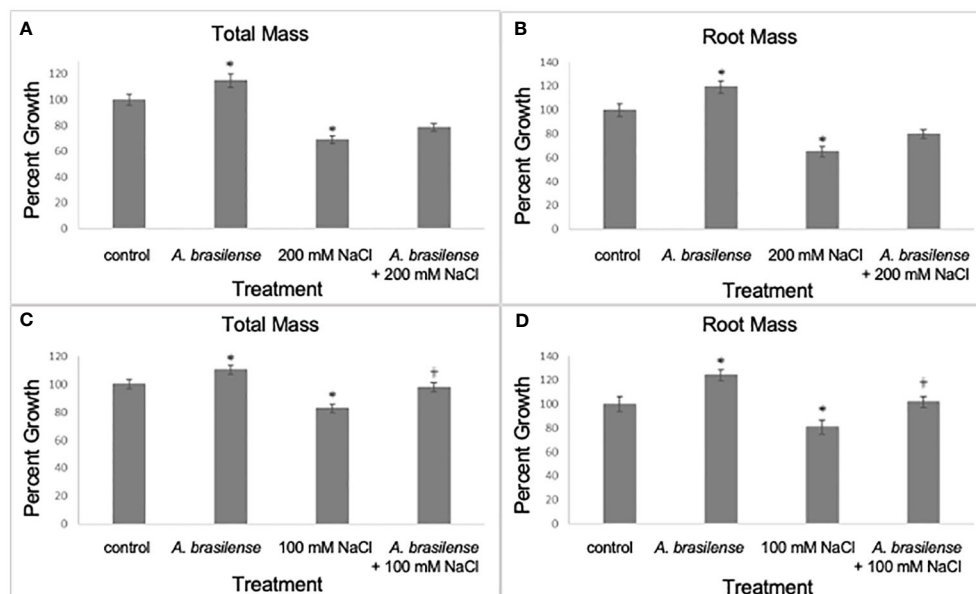 A
Total Mass
Percent Growth
120
100
80
60
40
20
0
*
*
control A. brasilense 200 mM NaCl A. brasilense
+ 200 mM NaCl
Treatment
B
Root Mass
Percent Growth
140
120
100
80
60
40
20
0
*
*
control A. brasilense 200 mM NaCl A. brasilense
+ 200 mM NaCl
Treatment
C
Total Mass
Percent Growth
120
100
80
60
40
20
0
*
*
†
control A. brasilense 100 mM NaCl A. brasilense
+ 100 mM NaCl
Treatment
D
Root Mass
Percent Growth
140
120
100
80
60
40
20
0
*
*
†
control A. brasilense 100 mM NaCl A. brasilense
+ 100 mM NaCl
Treatment